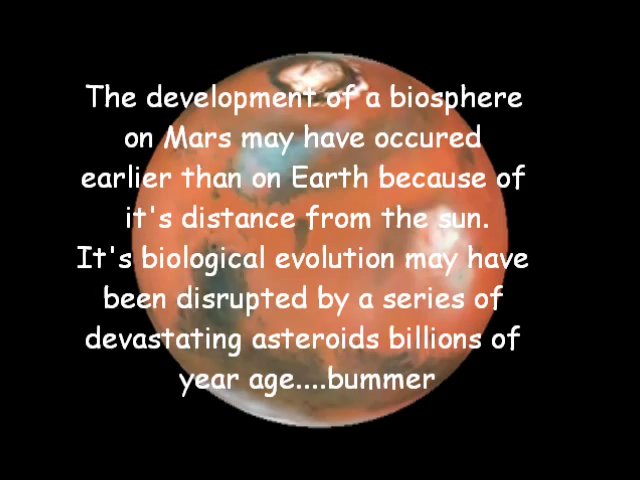 The development of a biosphere
on Mars may have occured
earlier than on Earth because of
it's distance from the sun.
It's biological evolution may have
been disrupted by a series of
devastating asteroids billions of
year age....bummer